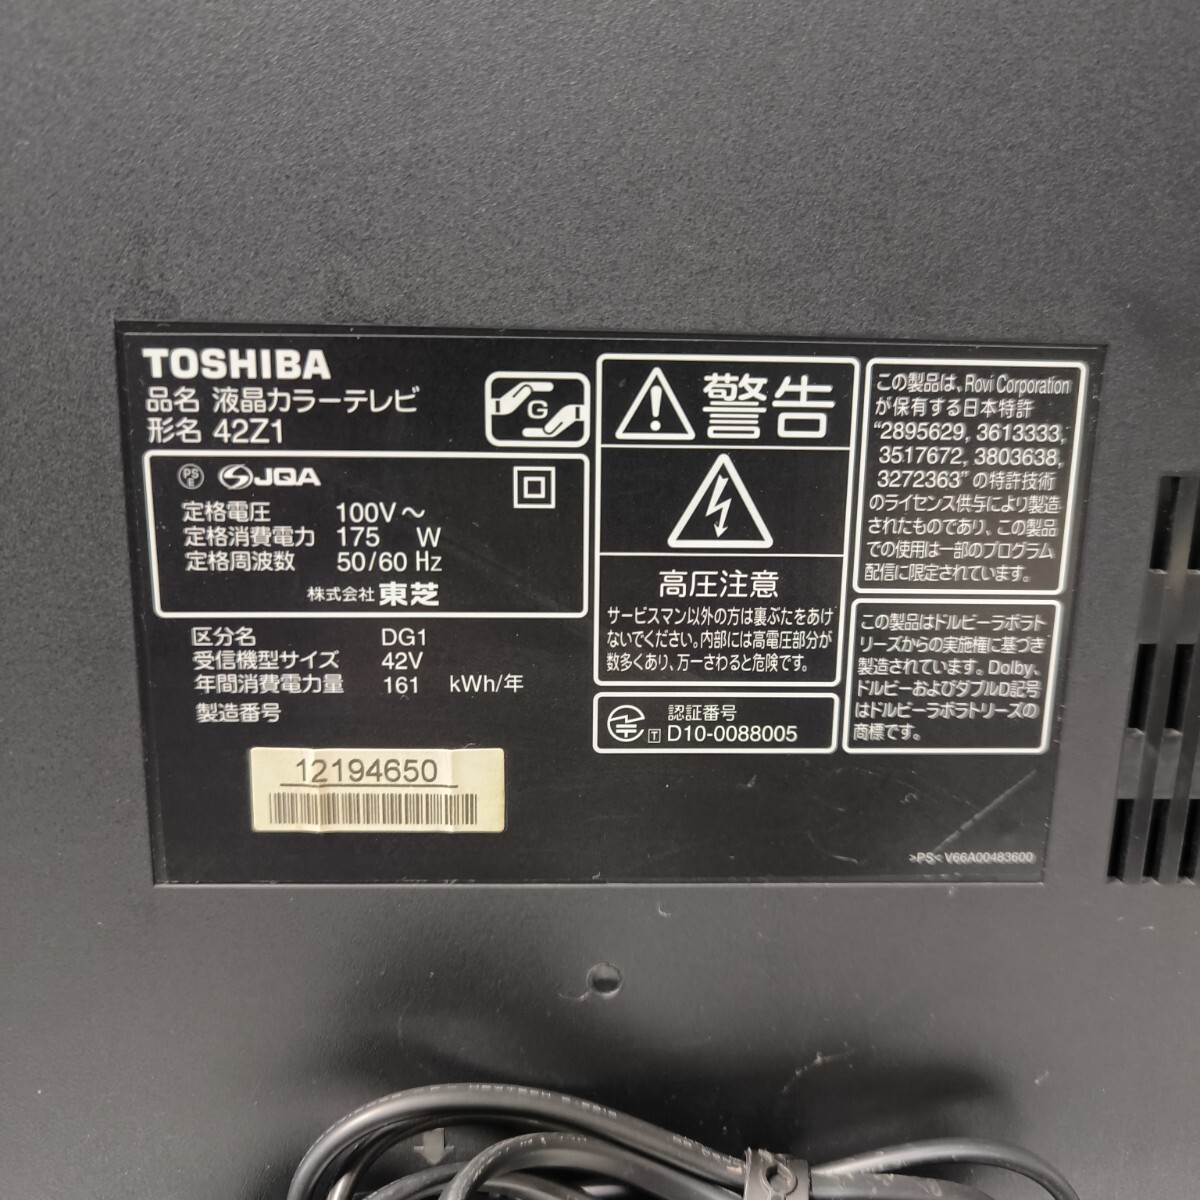 TOSHIBA
品名 液晶カラーテレビ
形名 42Z1
G
PS
E
JQA
定格電圧 100V～
定格消費電力 175 W
定格周波数 50/60 Hz
株式会社 東芝
区分名 DG1
受信機型サイズ 42V
年間消費電力量 161 kWh/年
製造番号
12194650
警告
高圧注意
サービスマン以外の方は裏ぶたをあけ
ないでください。内部には高電圧部分が
数多くあり、万一さわると危険です。
認証番号
T D10-0088005
この製品は、Rovi Corporation
が保有する日本特許
“2895629, 3613333,
3517672, 3803638,
3272363” の特許技術
のライセンス供与により製造
されたものであり、この製品
での使用は一部のプログラム
配信に限定されています。
この製品はドルビーラボラト
リーズからの実施権に基づき
製造されています。Dolby、
ドルビーおよびダブルD記号
はドルビーラボラトリーズの
商標です。
>PS< V66A00483600